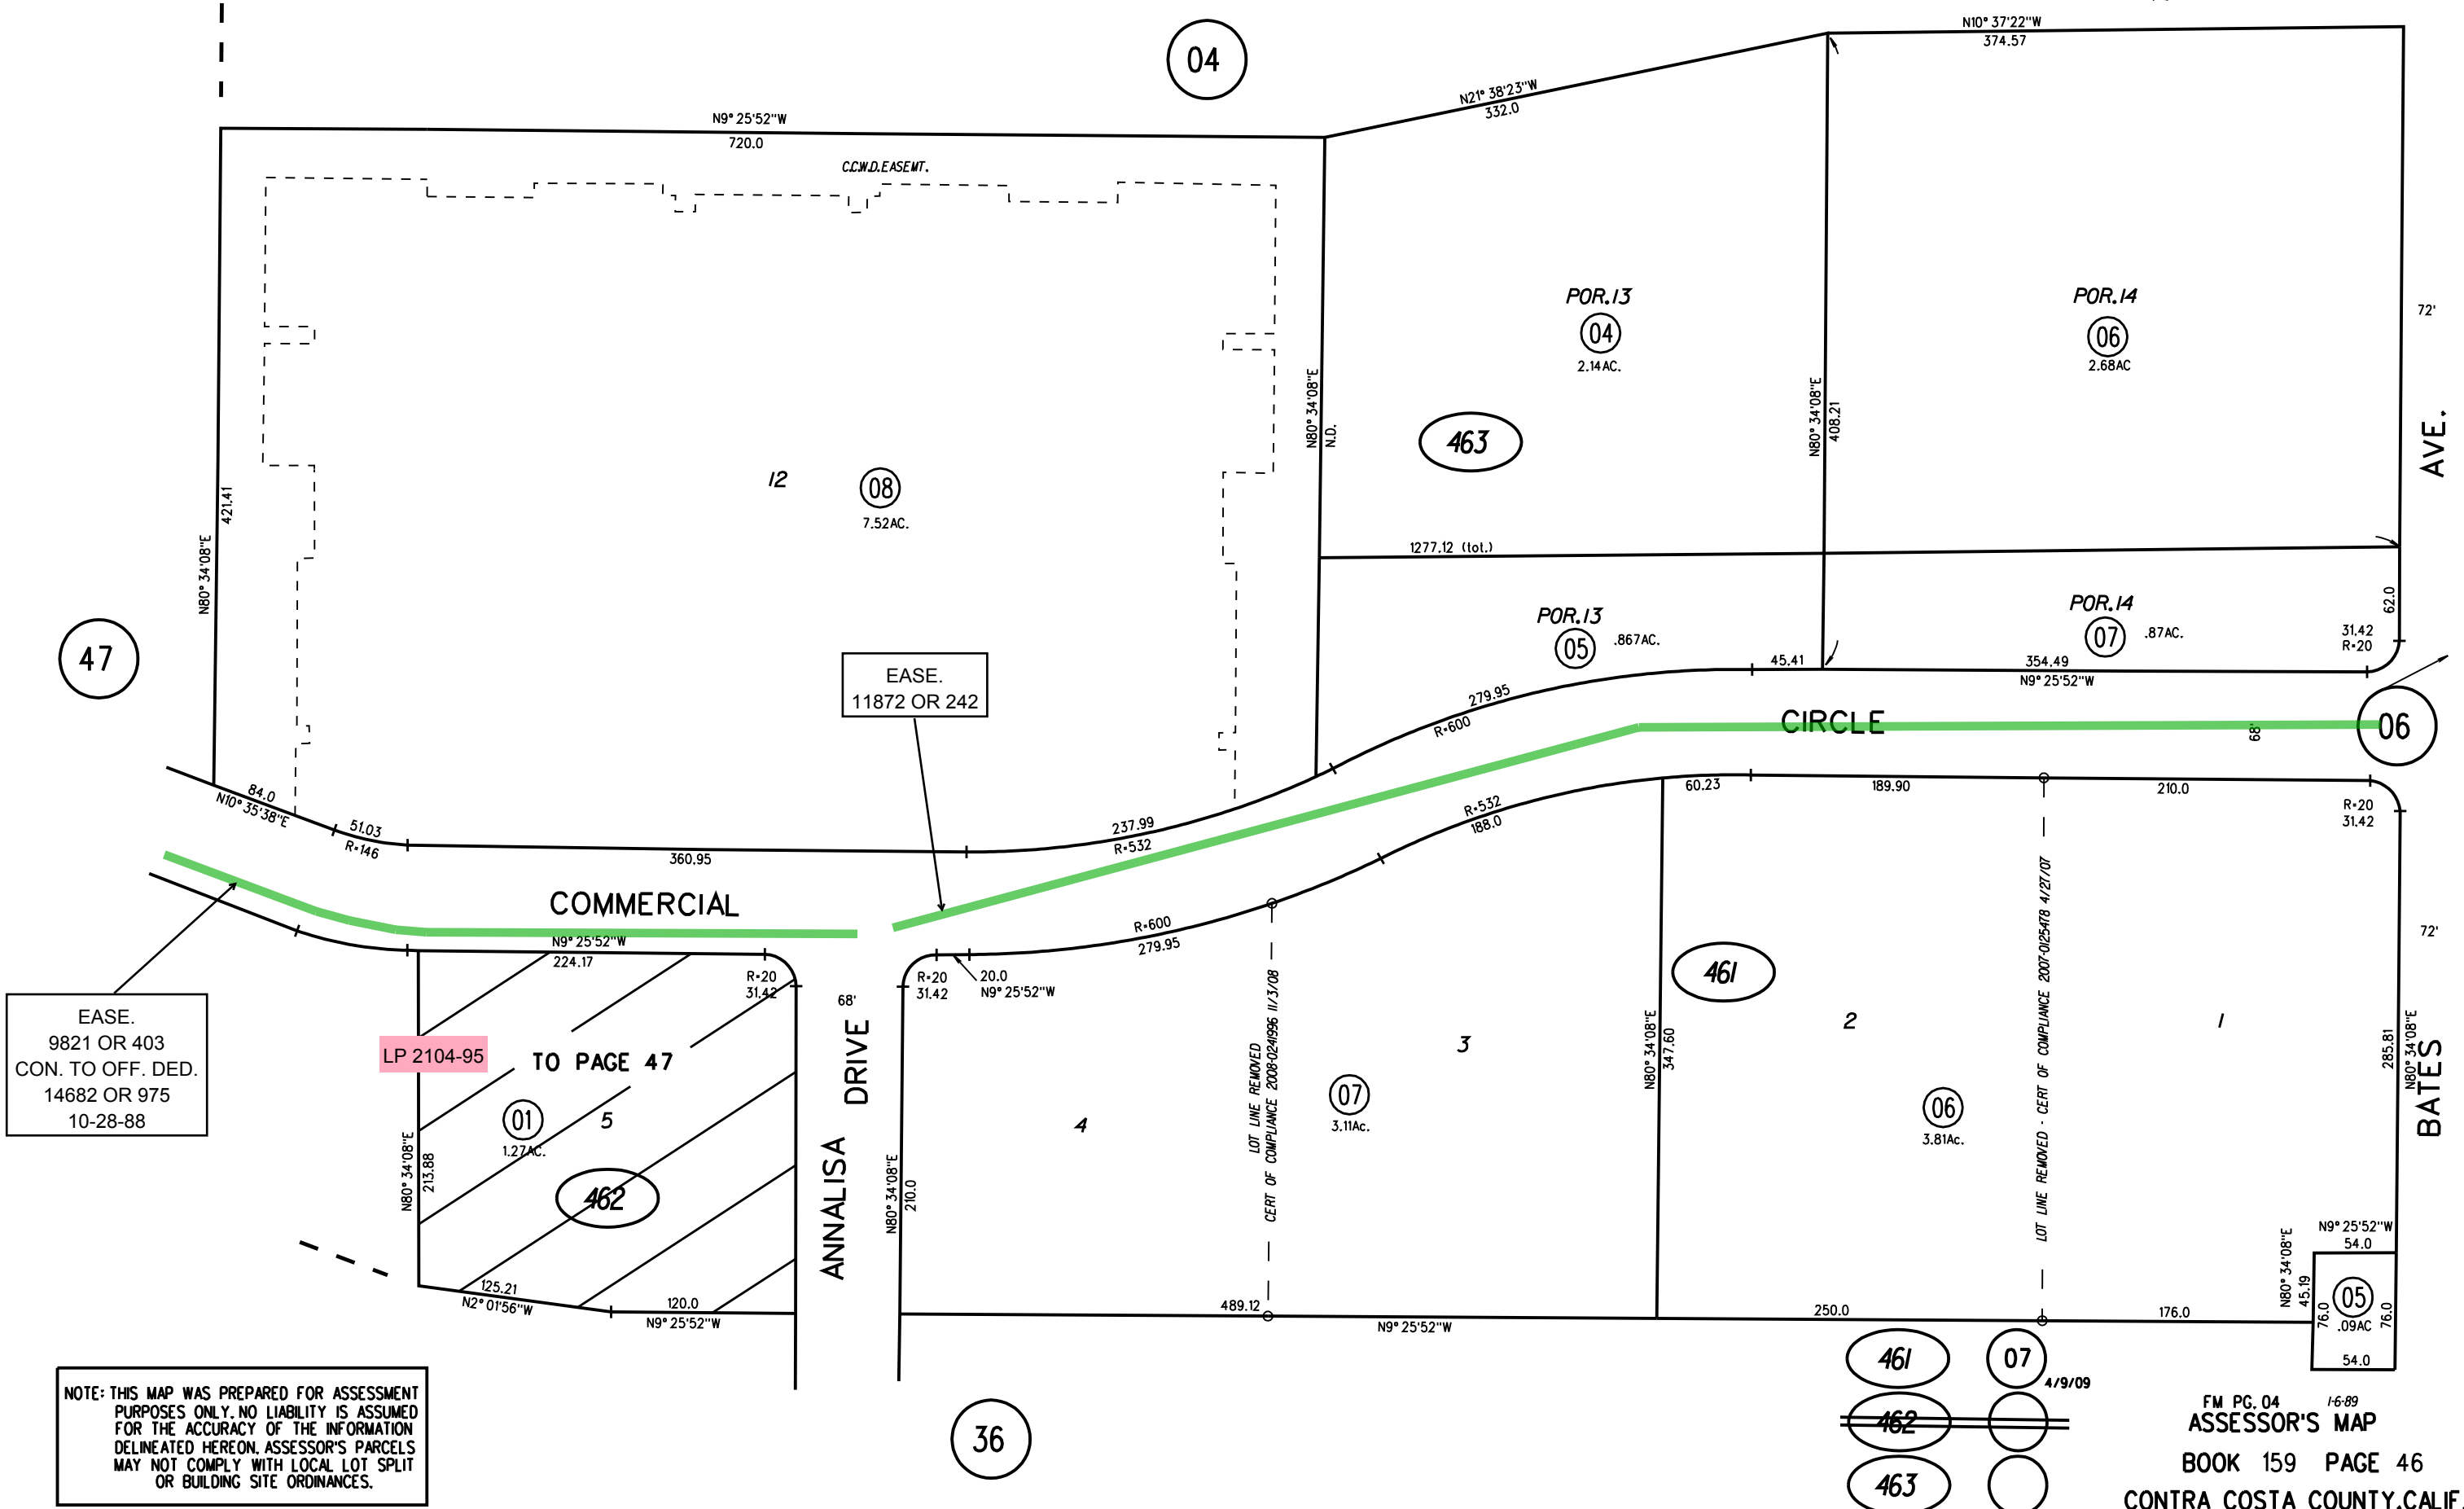 04
N10° 37'22"W
374.57
N21° 38'23"W
332.0
N9° 25'52"W
720.0
C.C.W.D. EASEMT.
POR. 13
04
2.14AC.
POR. 14
06
2.68AC
72'
AVE.
463
N80° 34'08"E
N.D.
N80° 34'08"E
408.21
12
08
7.52AC.
421.41
N80° 34'08"E
1277.12 (tot.)
47
POR. 13
05
.867AC.
POR. 14
07
.87AC.
62.0
31.42
R=20
45.41
354.49
N9° 25'52"W
EASE.
11872 OR 242
279.95
R=600
CIRCLE
68'
06
84.0
N10° 35'38"E
51.03
R=146
360.95
237.99
R=532
R=532
188.0
60.23
189.90
210.0
R=20
31.42
COMMERCIAL
N9° 25'52"W
224.17
R=20
31.42
68'
R=20
31.42
20.0
N9° 25'52"W
R=600
279.95
72'
EASE.
9821 OR 403
CON. TO OFF. DED.
14682 OR 975
10-28-88
LP 2104-95
TO PAGE 47
01
5
1.27AC.
462
N80° 34'08"E
213.88
125.21
N2° 01'56"W
120.0
N9° 25'52"W
ANNALISA DRIVE
N80° 34'08"E
210.0
4
LOT LINE REMOVED
CERT OF COMPLIANCE 2008-0241996 11/3/08
3
07
3.11Ac.
461
N80° 34'08"E
347.60
2
06
3.81Ac.
LOT LINE REMOVED - CERT OF COMPLIANCE 2007-0125478 4/27/07
1
285.81
N80° 34'08"E
BATES
N9° 25'52"W
54.0
N80° 34'08"E
45.19
76.0
05
.09AC
76.0
54.0
489.12
N9° 25'52"W
250.0
176.0
36
NOTE: THIS MAP WAS PREPARED FOR ASSESSMENT
PURPOSES ONLY. NO LIABILITY IS ASSUMED
FOR THE ACCURACY OF THE INFORMATION
DELINEATED HEREON. ASSESSOR'S PARCELS
MAY NOT COMPLY WITH LOCAL LOT SPLIT
OR BUILDING SITE ORDINANCES.
461
07
4/9/09
462
463
FM PG. 04
1-6-89
ASSESSOR'S MAP
BOOK 159 PAGE 46
CONTRA COSTA COUNTY, CALIF.